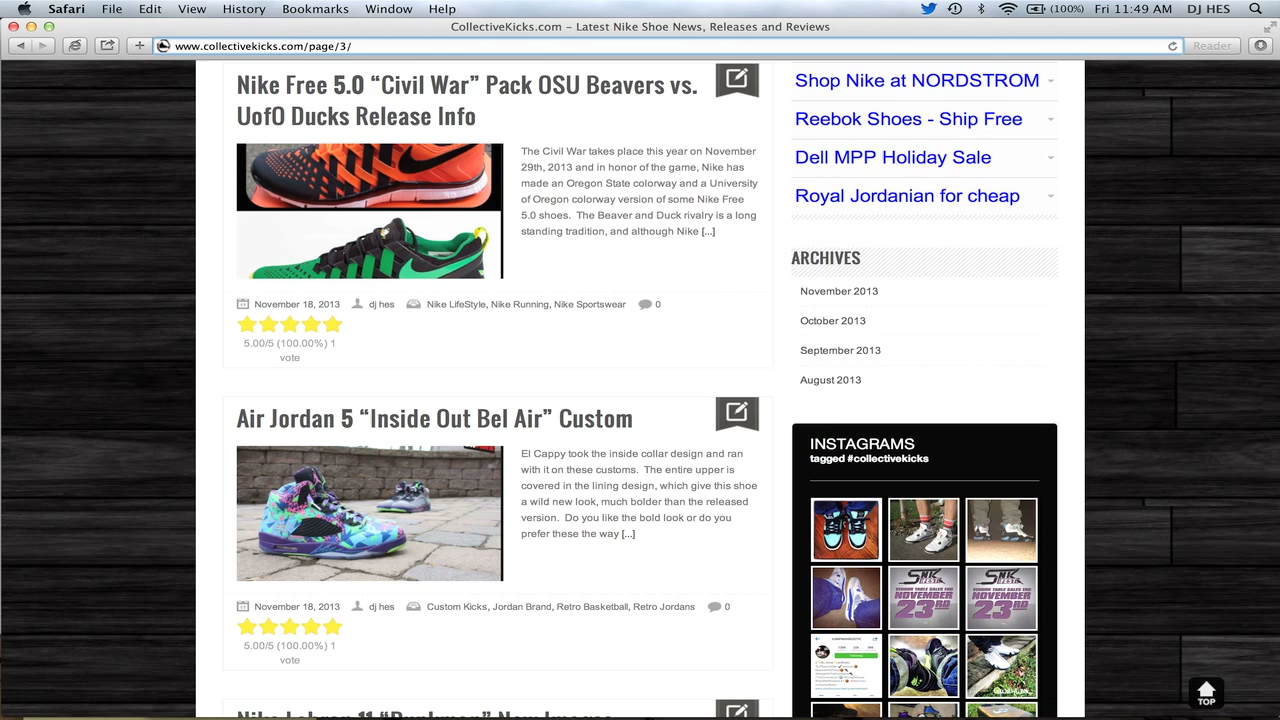 Safari File Edit View History Bookmarks Window Help (100%) Fri 11:49 AM DJ HES
CollectiveKicks.com – Latest Nike Shoe News, Releases and Reviews
www.collectivekicks.com/page/3/
Reader
Nike Free 5.0 “Civil War” Pack OSU Beavers vs.
UofO Ducks Release Info
The Civil War takes place this year on November
29th, 2013 and in honor of the game, Nike has
made an Oregon State colorway and a University
of Oregon colorway version of some Nike Free
5.0 shoes. The Beaver and Duck rivalry is a long
standing tradition, and although Nike [...]
November 18, 2013 dj hes Nike LifeStyle, Nike Running, Nike Sportswear 0
5.00/5 (100.00%) 1
vote
Air Jordan 5 “Inside Out Bel Air” Custom
El Cappy took the inside collar design and ran
with it on these customs. The entire upper is
covered in the lining design, which give this shoe
a wild new look, much bolder than the released
version. Do you like the bold look or do you
prefer these the way [...]
November 18, 2013 dj hes Custom Kicks, Jordan Brand, Retro Basketball, Retro Jordans 0
5.00/5 (100.00%) 1
vote
Shop Nike at NORDSTROM
Reebok Shoes - Ship Free
Dell MPP Holiday Sale
Royal Jordanian for cheap
ARCHIVES
November 2013
October 2013
September 2013
August 2013
INSTAGRAMS
tagged #collectivekicks
NOVEMBER
23RD
NOVEMBER
23RD
TOP